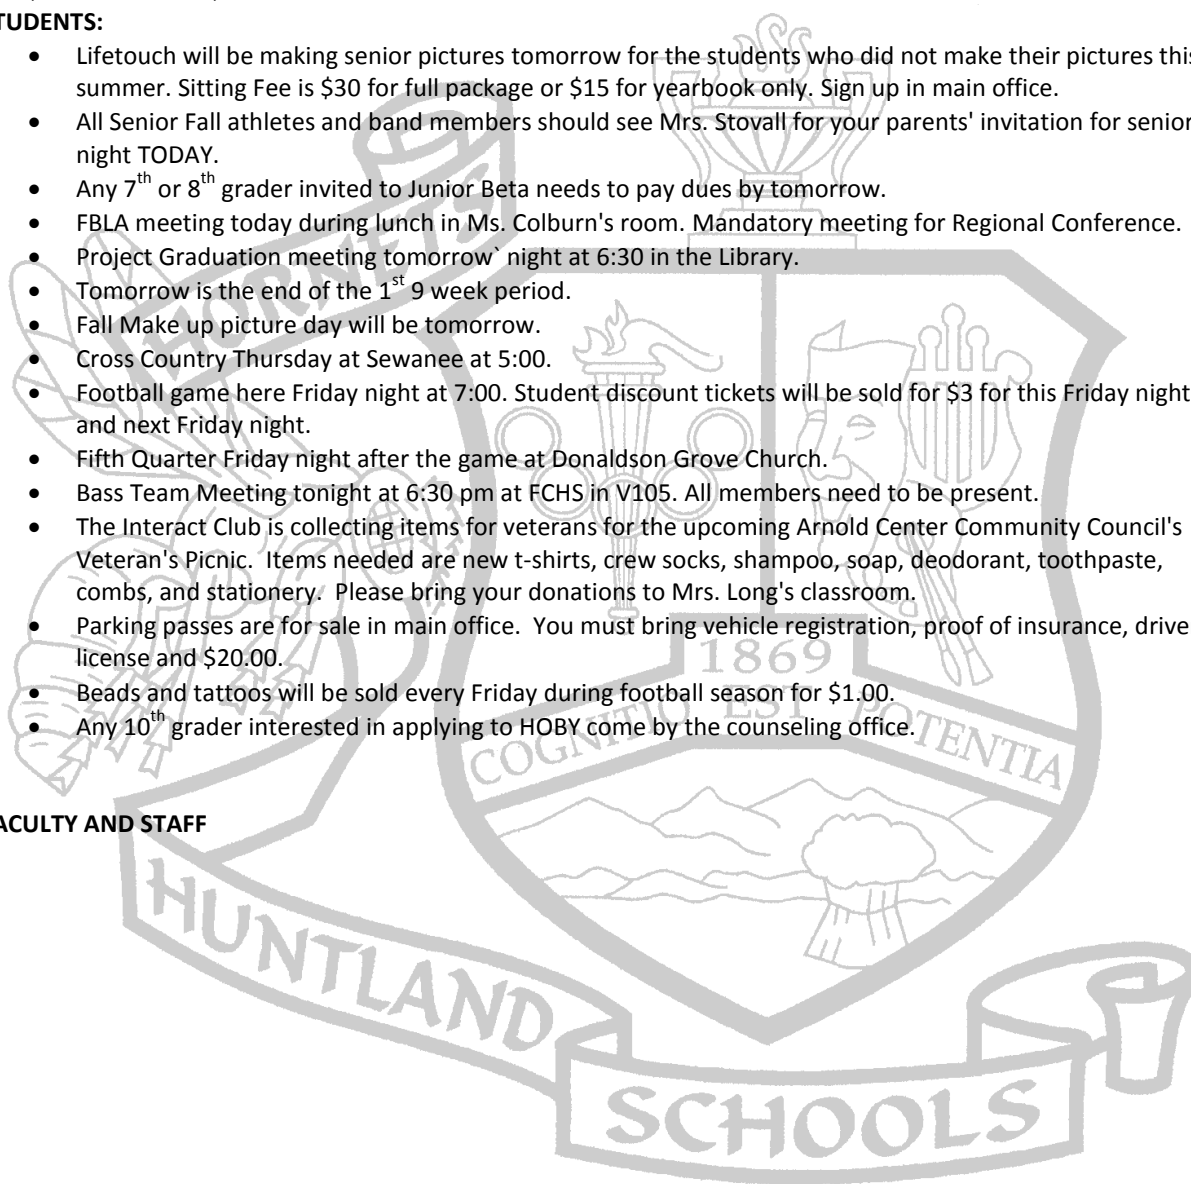 TUDENTS:
• Lifetouch will be making senior pictures tomorrow for the students who did not make their pictures this
summer. Sitting Fee is $30 for full package or $15 for yearbook only. Sign up in main office.
• All Senior Fall athletes and band members should see Mrs. Stovall for your parents' invitation for senior
night TODAY.
• Any 7th or 8th grader invited to Junior Beta needs to pay dues by tomorrow.
• FBLA meeting today during lunch in Ms. Colburn's room. Mandatory meeting for Regional Conference.
• Project Graduation meeting tomorrow` night at 6:30 in the Library.
• Tomorrow is the end of the 1st 9 week period.
• Fall Make up picture day will be tomorrow.
• Cross Country Thursday at Sewanee at 5:00.
• Football game here Friday night at 7:00. Student discount tickets will be sold for $3 for this Friday night
and next Friday night.
• Fifth Quarter Friday night after the game at Donaldson Grove Church.
• Bass Team Meeting tonight at 6:30 pm at FCHS in V105. All members need to be present.
• The Interact Club is collecting items for veterans for the upcoming Arnold Center Community Council's
Veteran's Picnic.  Items needed are new t-shirts, crew socks, shampoo, soap, deodorant, toothpaste,
combs, and stationery.  Please bring your donations to Mrs. Long's classroom.
• Parking passes are for sale in main office.  You must bring vehicle registration, proof of insurance, drive
license and $20.00.
• Beads and tattoos will be sold every Friday during football season for $1.00.
• Any 10th grader interested in applying to HOBY come by the counseling office.
ACULTY AND STAFF
HORNETS
1869
COGNITIO EST POTENTIA
HUNTLAND
SCHOOLS